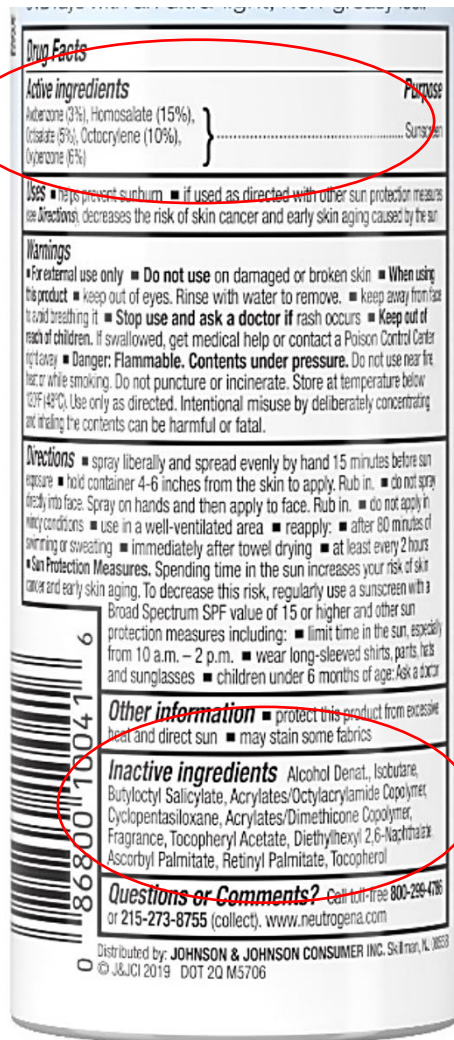 Drug Facts
Active ingredients Purpose
Avobenzone (3%), Homosalate (15%),
Octisalate (5%), Octocrylene (10%), Sunscreen
Oxybenzone (6%)
Uses ■ helps prevent sunburn ■ if used as directed with other sun protection measures
(see Directions), decreases the risk of skin cancer and early skin aging caused by the sun
Warnings
■ For external use only ■ Do not use on damaged or broken skin ■ When using
this product ■ keep out of eyes. Rinse with water to remove. ■ keep away from face
to avoid breathing it ■ Stop use and ask a doctor if rash occurs ■ Keep out of
reach of children. If swallowed, get medical help or contact a Poison Control Center
right away ■ Danger: Flammable. Contents under pressure. Do not use near fire,
heat or while smoking. Do not puncture or incinerate. Store at temperature below
120°F (49°C). Use only as directed. Intentional misuse by deliberately concentrating
and inhaling the contents can be harmful or fatal.
Directions ■ spray liberally and spread evenly by hand 15 minutes before sun
exposure ■ hold container 4-6 inches from the skin to apply. Rub in. ■ do not spray
directly into face. Spray on hands and then apply to face. Rub in. ■ do not apply in
windy conditions ■ use in a well-ventilated area ■ reapply: ■ after 80 minutes of
swimming or sweating ■ immediately after towel drying ■ at least every 2 hours
■ Sun Protection Measures. Spending time in the sun increases your risk of skin
cancer and early skin aging. To decrease this risk, regularly use a sunscreen with a
Broad Spectrum SPF value of 15 or higher and other sun
protection measures including: ■ limit time in the sun, especially
from 10 a.m. – 2 p.m. ■ wear long-sleeved shirts, pants, hats
and sunglasses ■ children under 6 months of age: Ask a doctor
Other information ■ protect this product from excessive
heat and direct sun ■ may stain some fabrics
Inactive ingredients Alcohol Denat., Isobutane,
Butyloctyl Salicylate, Acrylates/Octylacrylamide Copolymer,
Cyclopentasiloxane, Acrylates/Dimethicone Copolymer,
Fragrance, Tocopheryl Acetate, Diethylhexyl 2,6-Naphthalate,
Ascorbyl Palmitate, Retinyl Palmitate, Tocopherol
Questions or Comments? Call toll-free 800-299-4786
or 215-273-8755 (collect). www.neutrogena.com
Distributed by: JOHNSON & JOHNSON CONSUMER INC. Skillman, NJ
© J&JCI 2019 DOT 2Q M5706
0 86800 10041 6